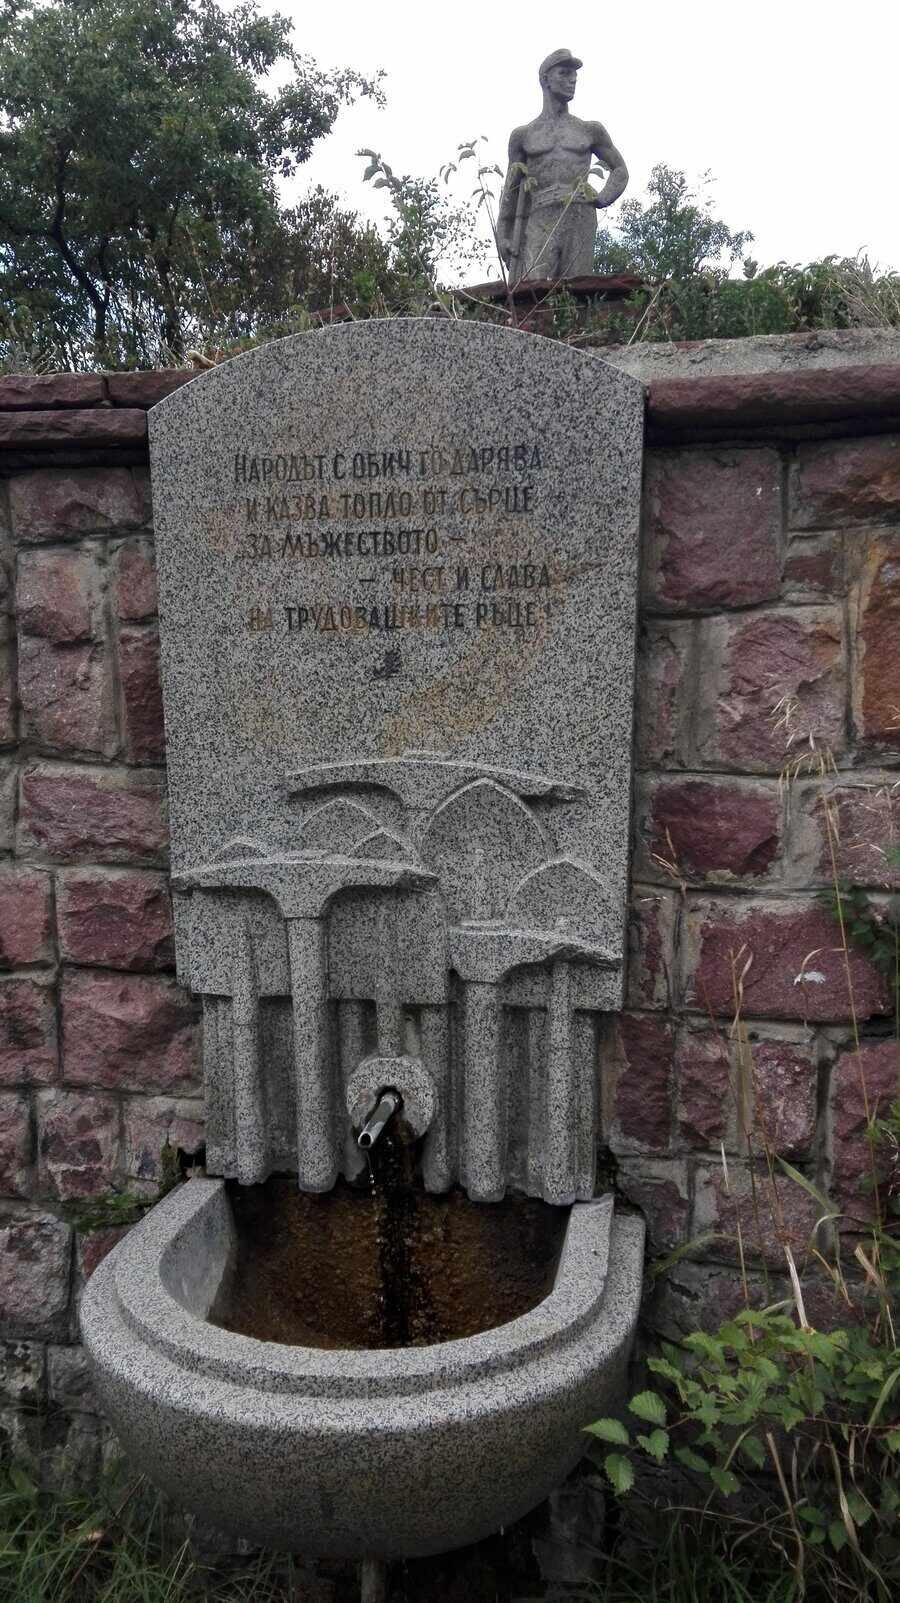 НАРОДЪТ С ОБИЧ ГО ДАРЯВА
И КАЗВА ТОПЛО ОТ СЪРЦЕ
ЗА МЪЖЕСТВОТО –
– ЧЕСТ И СЛАВА
НА ТРУДОВАШКИТЕ РЪЦЕ!